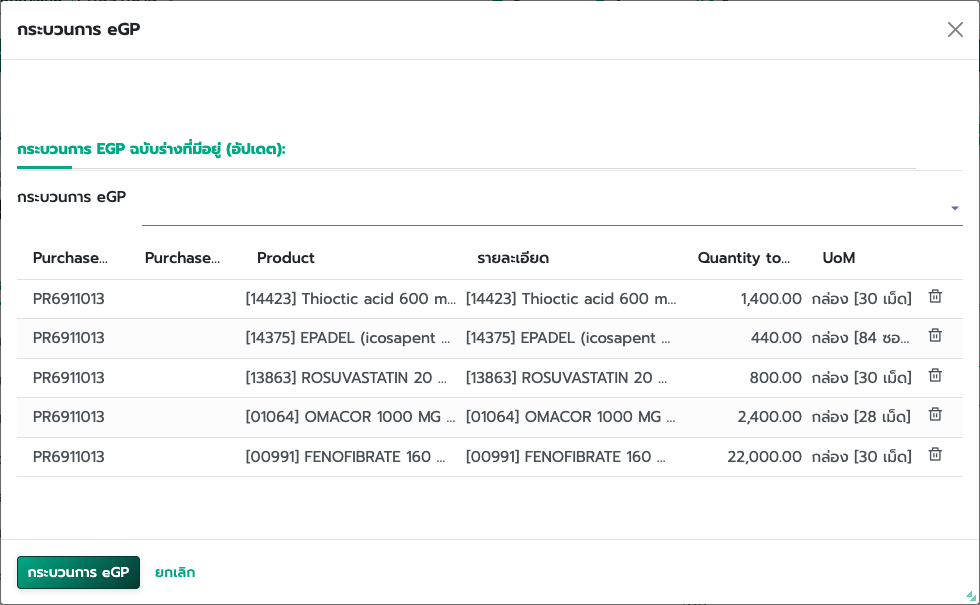 กระบวนการ eGP
กระบวนการ EGP ฉบับร่างที่มีอยู่ (อัปเดต):
กระบวนการ eGP
Purchase... Purchase... Product รายละเอียด Quantity to... UoM
PR6911013 [14423] Thioctic acid 600 m... [14423] Thioctic acid 600 m... 1,400.00 กล่อง [30 เม็ด]
PR6911013 [14375] EPADEL (icosapent ... [14375] EPADEL (icosapent ... 440.00 กล่อง [84 ซอ...
PR6911013 [13863] ROSUVASTATIN 20 ... [13863] ROSUVASTATIN 20 ... 800.00 กล่อง [30 เม็ด]
PR6911013 [01064] OMACOR 1000 MG ... [01064] OMACOR 1000 MG ... 2,400.00 กล่อง [28 เม็ด]
PR6911013 [00991] FENOFIBRATE 160 ... [00991] FENOFIBRATE 160 ... 22,000.00 กล่อง [30 เม็ด]
กระบวนการ eGP ยกเลิก